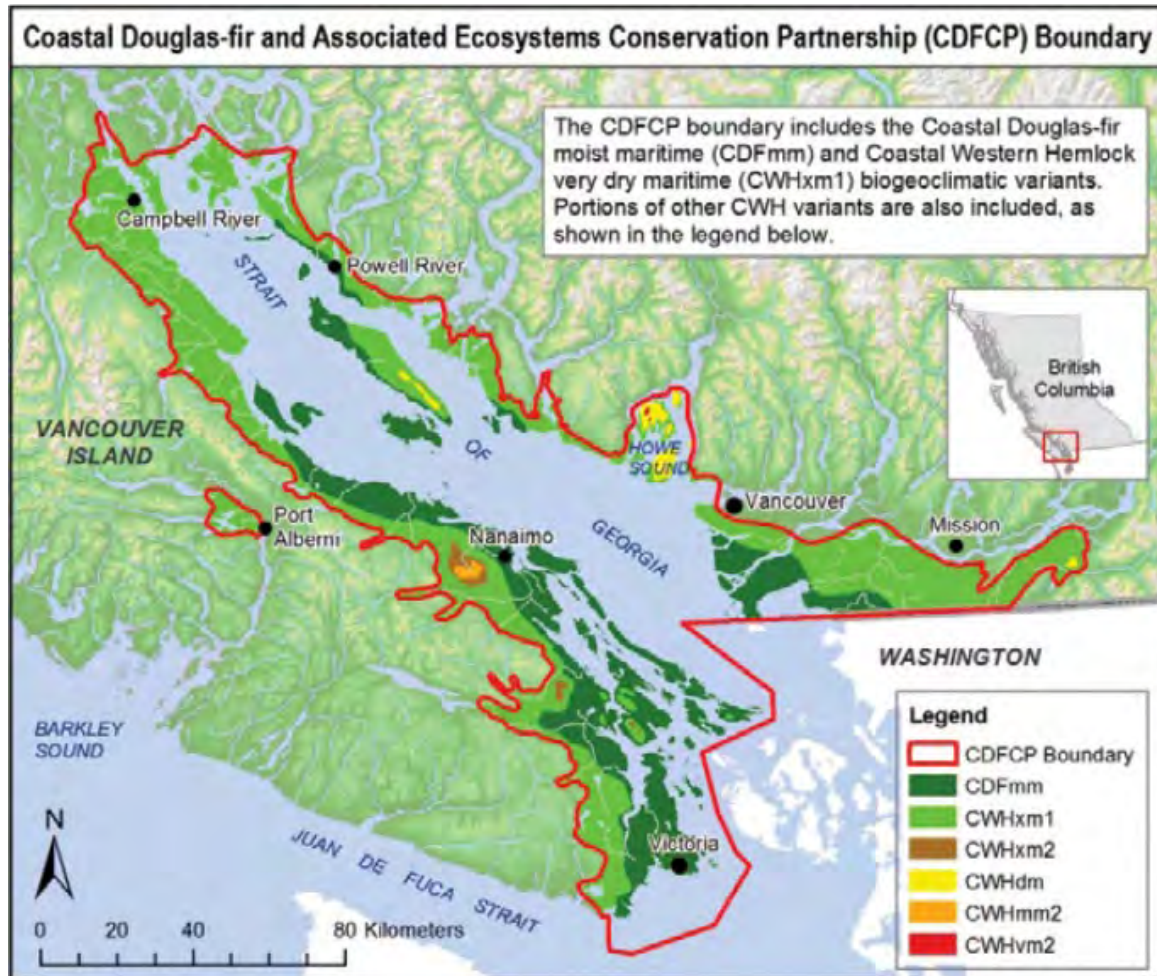 Coastal Douglas-fir and Associated Ecosystems Conservation Partnership (CDFCP) Boundary
The CDFCP boundary includes the Coastal Douglas-fir
moist maritime (CDFmm) and Coastal Western Hemlock
very dry maritime (CWHxm1) biogeoclimatic variants.
Portions of other CWH variants are also included, as
shown in the legend below.
Campbell River
Powell River
STRAIT
OF
GEORGIA
British
Columbia
HOWE
SOUND
VANCOUVER
ISLAND
Vancouver
Mission
Port
Alberni
Nanaimo
WASHINGTON
BARKLEY
SOUND
JUAN DE FUCA STRAIT
Victoria
Legend
CDFCP Boundary
CDFmm
CWHxm1
CWHxm2
CWHdm
CWHmm2
CWHvm2
N
0 20 40 80 Kilometers